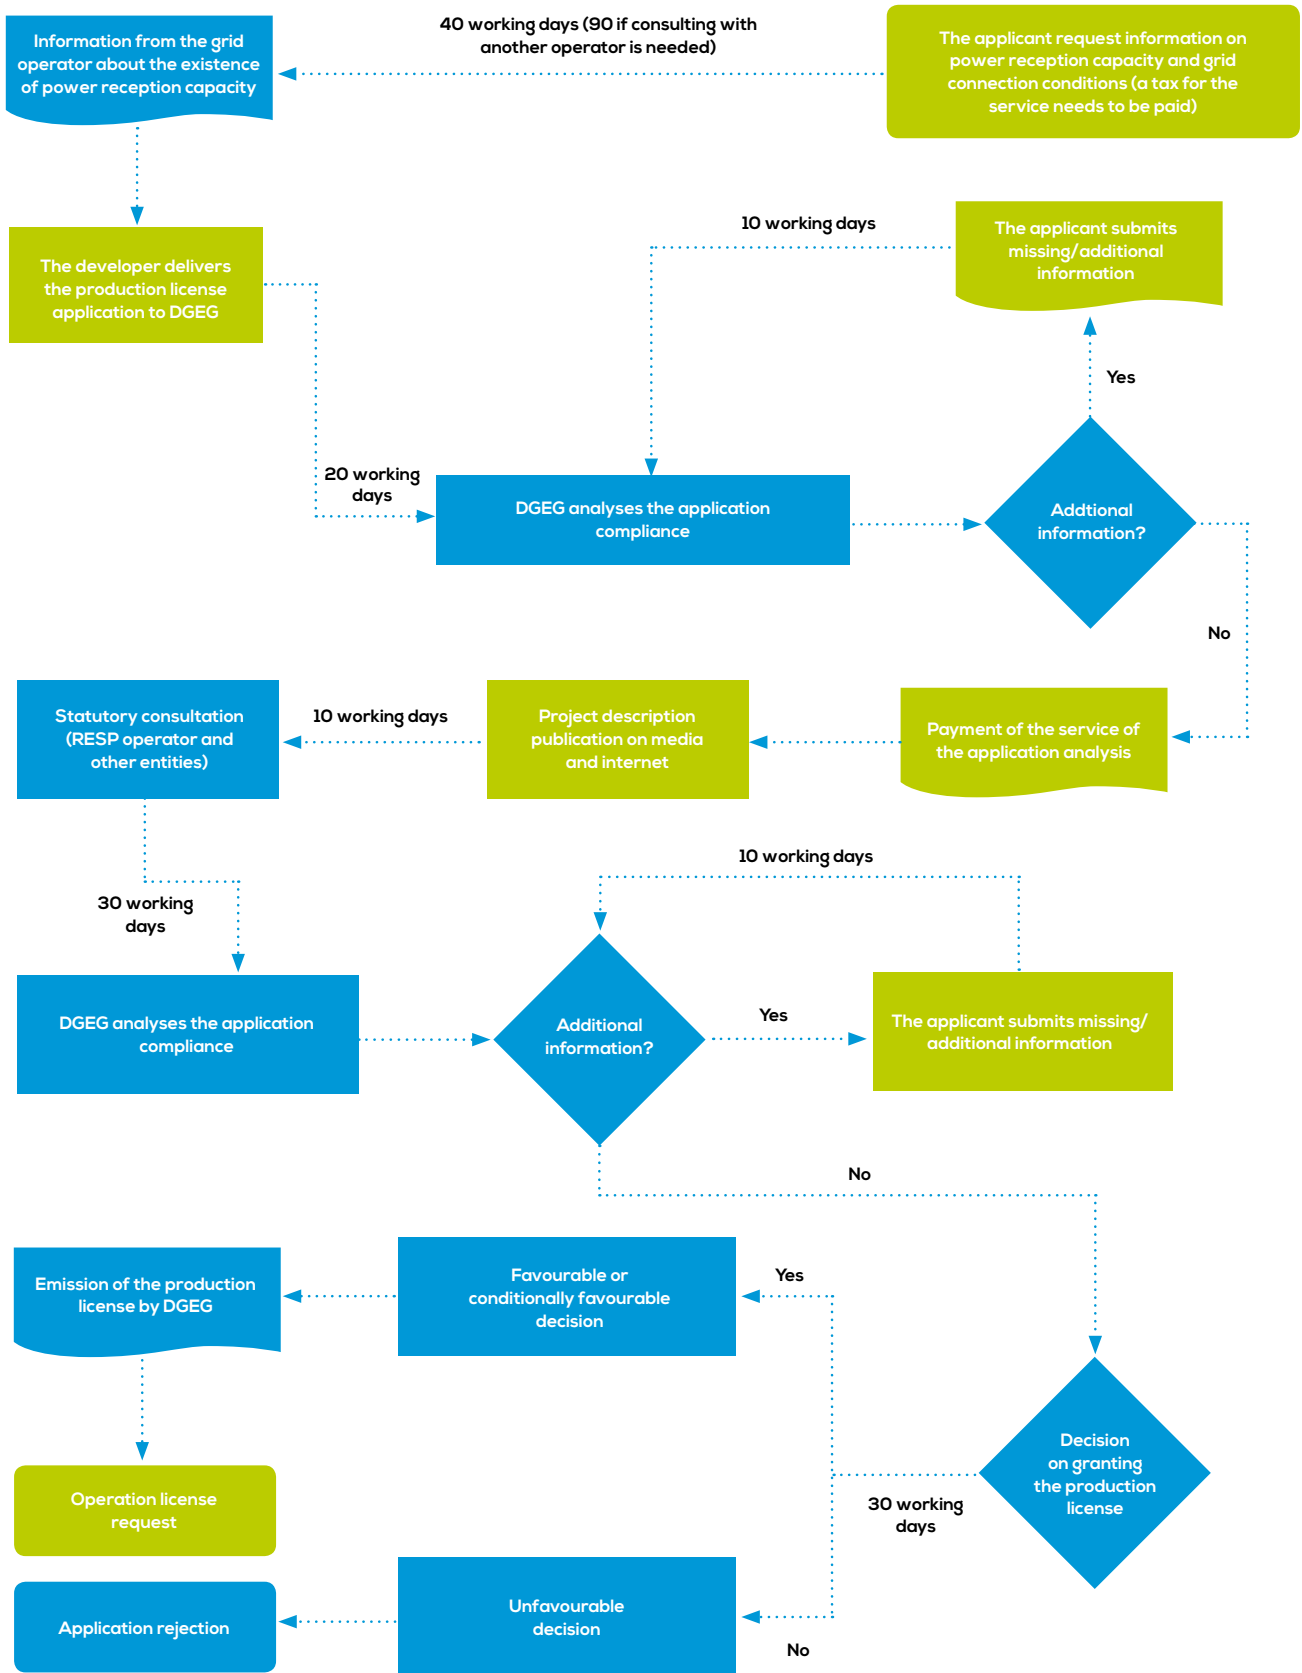 Information from the grid
operator about the existence
of power reception capacity
40 working days (90 if consulting with
another operator is needed)
The applicant request information on
power reception capacity and grid
connection conditions (a tax for the
service needs to be paid)
The developer delivers
the production license
application to DGEG
10 working days
The applicant submits
missing/additional
information
Yes
20 working
days
DGEG analyses the application
compliance
Addtional
information?
No
Statutory consultation
(RESP operator and
other entities)
10 working days
Project description
publication on media
and internet
Payment of the service of
the application analysis
10 working days
30 working
days
DGEG analyses the application
compliance
Additional
information?
Yes
The applicant submits missing/
additional information
No
Emission of the production
license by DGEG
Favourable or
conditionally favourable
decision
Yes
Decision
on granting
the production
license
30 working
days
Operation license
request
Application rejection
Unfavourable
decision
No